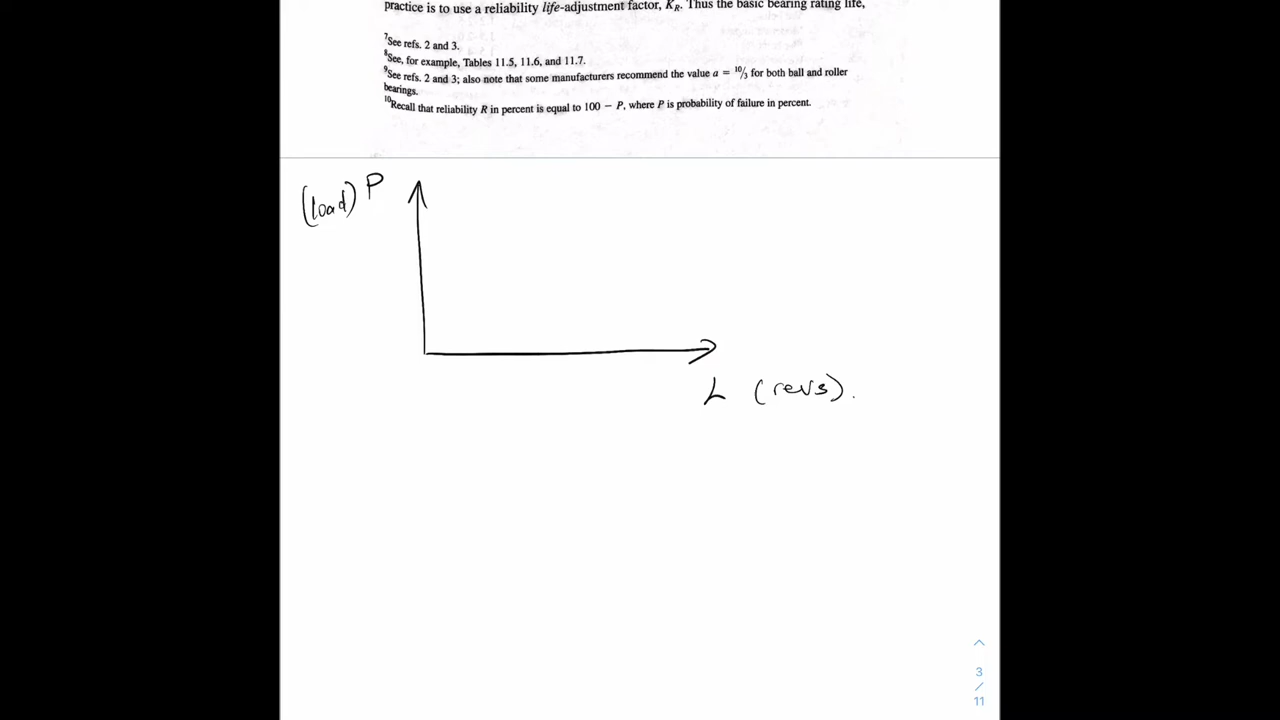 practice is to use a reliability life-adjustment factor, K_R. Thus the basic bearing rating life,
7See refs. 2 and 3.
8See, for example, Tables 11.5, 11.6, and 11.7.
9See refs. 2 and 3; also note that some manufacturers recommend the value a = 10/3 for both ball and roller
bearings.
10Recall that reliability R in percent is equal to 100 − P, where P is probability of failure in percent.
(load) P
L (revs).
3
/
11